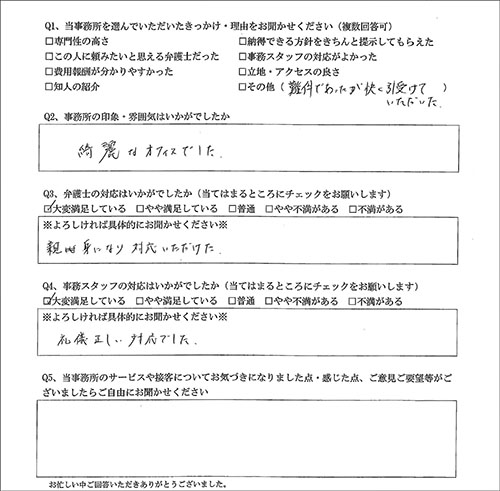 Q1、当事務所を選んでいただいたきっかけ・理由をお聞かせください（複数回答可）
□専門性の高さ □納得できる方針をきちんと提示してもらえた
□この人に頼みたいと思える弁護士だった □事務スタッフの対応がよかった
□費用報酬が分かりやすかった □立地・アクセスの良さ
□知人の紹介 □その他（難件であったが快く引受けて
いただいた。）
Q2、事務所の印象・雰囲気はいかがでしたか
綺麗なオフィスでした。
Q3、弁護士の対応はいかがでしたか（当てはまるところにチェックをお願いします）
☑大変満足している □やや満足している □普通 □やや不満がある □不満がある
※よろしければ具体的にお聞かせください※
親身になり対応いただけた。
Q4、事務スタッフの対応はいかがでしたか（当てはまるところにチェックをお願いします）
☑大変満足している □やや満足している □普通 □やや不満がある □不満がある
※よろしければ具体的にお聞かせください※
礼儀正しい対応でした。
Q5、当事務所のサービスや接客についてお気づきになりました点・感じた点、ご意見ご要望等がござ
いましたらご自由にお聞かせください
お忙しい中ご回答いただきありがとうございました。